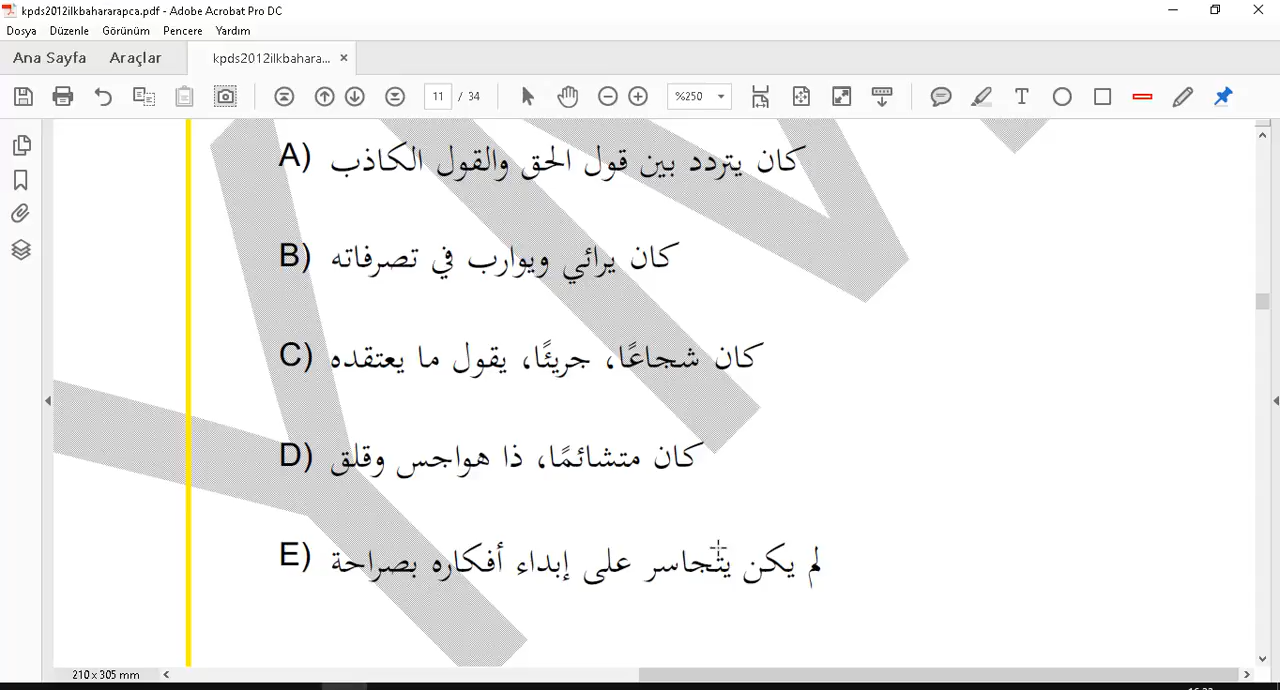 kpds2012ilkbahararapca.pdf - Adobe Acrobat Pro DC
Dosya Düzenle Görünüm Pencere Yardım
Ana Sayfa Araçlar kpds2012ilkbahara... ×
11 / 34 %250 T
A) كان يتردد بين قول الحق والقول الكاذب
B) كان يرائي ويوارب في تصرفاته
C) كان شجاعًا، جريئًا، يقول ما يعتقده
D) كان متشائمًا، ذا هواجس وقلق
E) لم يكن يتجاسر على إبداء أفكاره بصراحة
210 x 305 mm